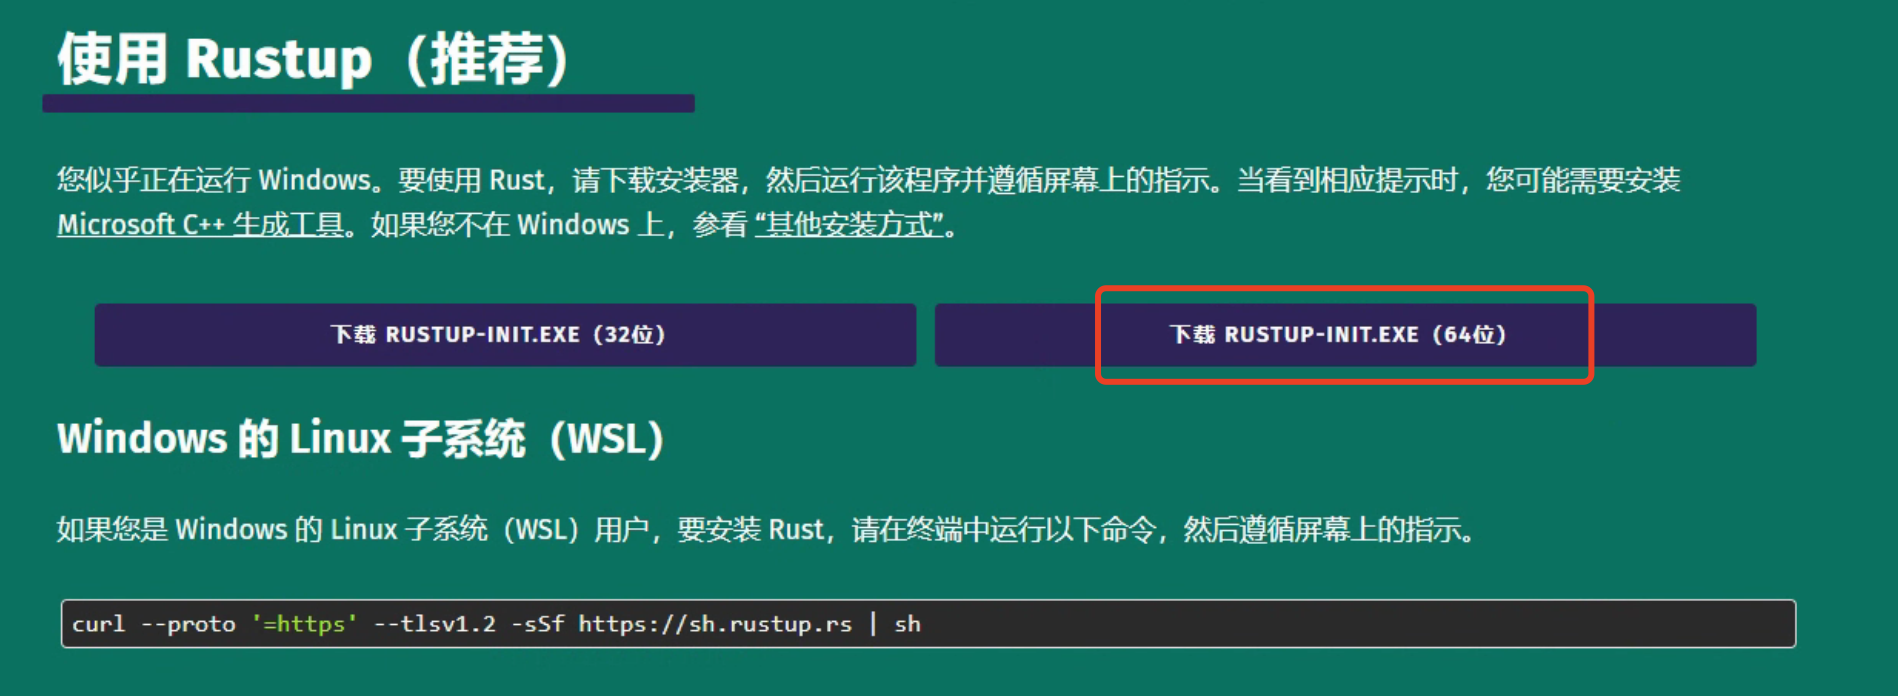 使用 Rustup（推荐）
您似乎正在运行 Windows。要使用 Rust，请下载安装器，然后运行该程序并遵循屏幕上的指示。当看到相应提示时，您可能需要安装
Microsoft C++ 生成工具。如果您不在 Windows 上，参看 “其他安装方式”。
下载 RUSTUP-INIT.EXE（32位）
下载 RUSTUP-INIT.EXE（64位）
Windows 的 Linux 子系统（WSL）
如果您是 Windows 的 Linux 子系统（WSL）用户，要安装 Rust，请在终端中运行以下命令，然后遵循屏幕上的指示。
curl --proto '=https' --tlsv1.2 -sSf https://sh.rustup.rs | sh